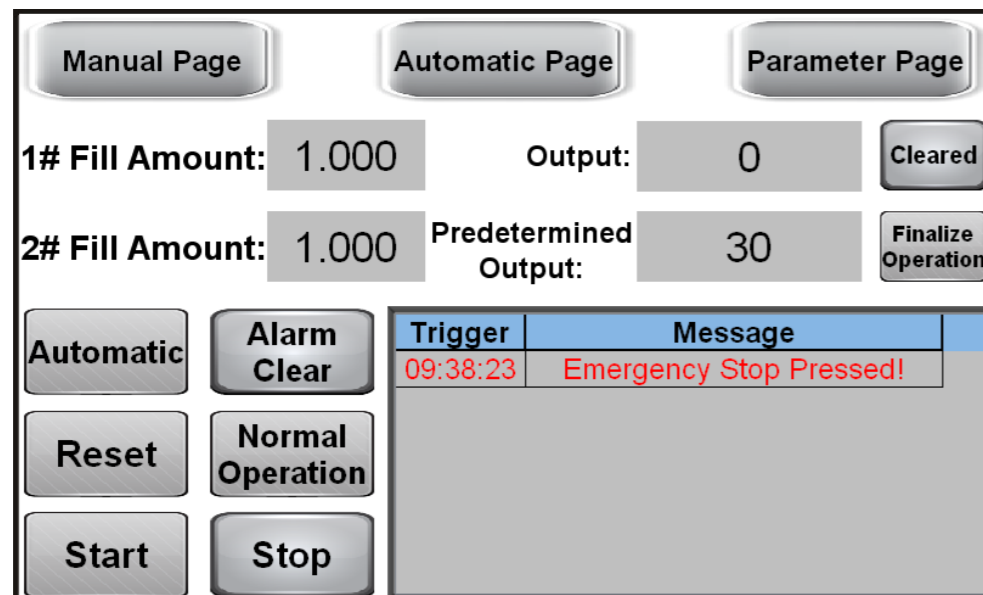 Manual Page
Automatic Page
Parameter Page
1# Fill Amount: 1.000
Output: 0
Cleared
2# Fill Amount: 1.000
Predetermined
Output:
30
Finalize
Operation
Automatic
Alarm
Clear
Trigger Message
09:38:23 Emergency Stop Pressed!
Reset
Normal
Operation
Start
Stop